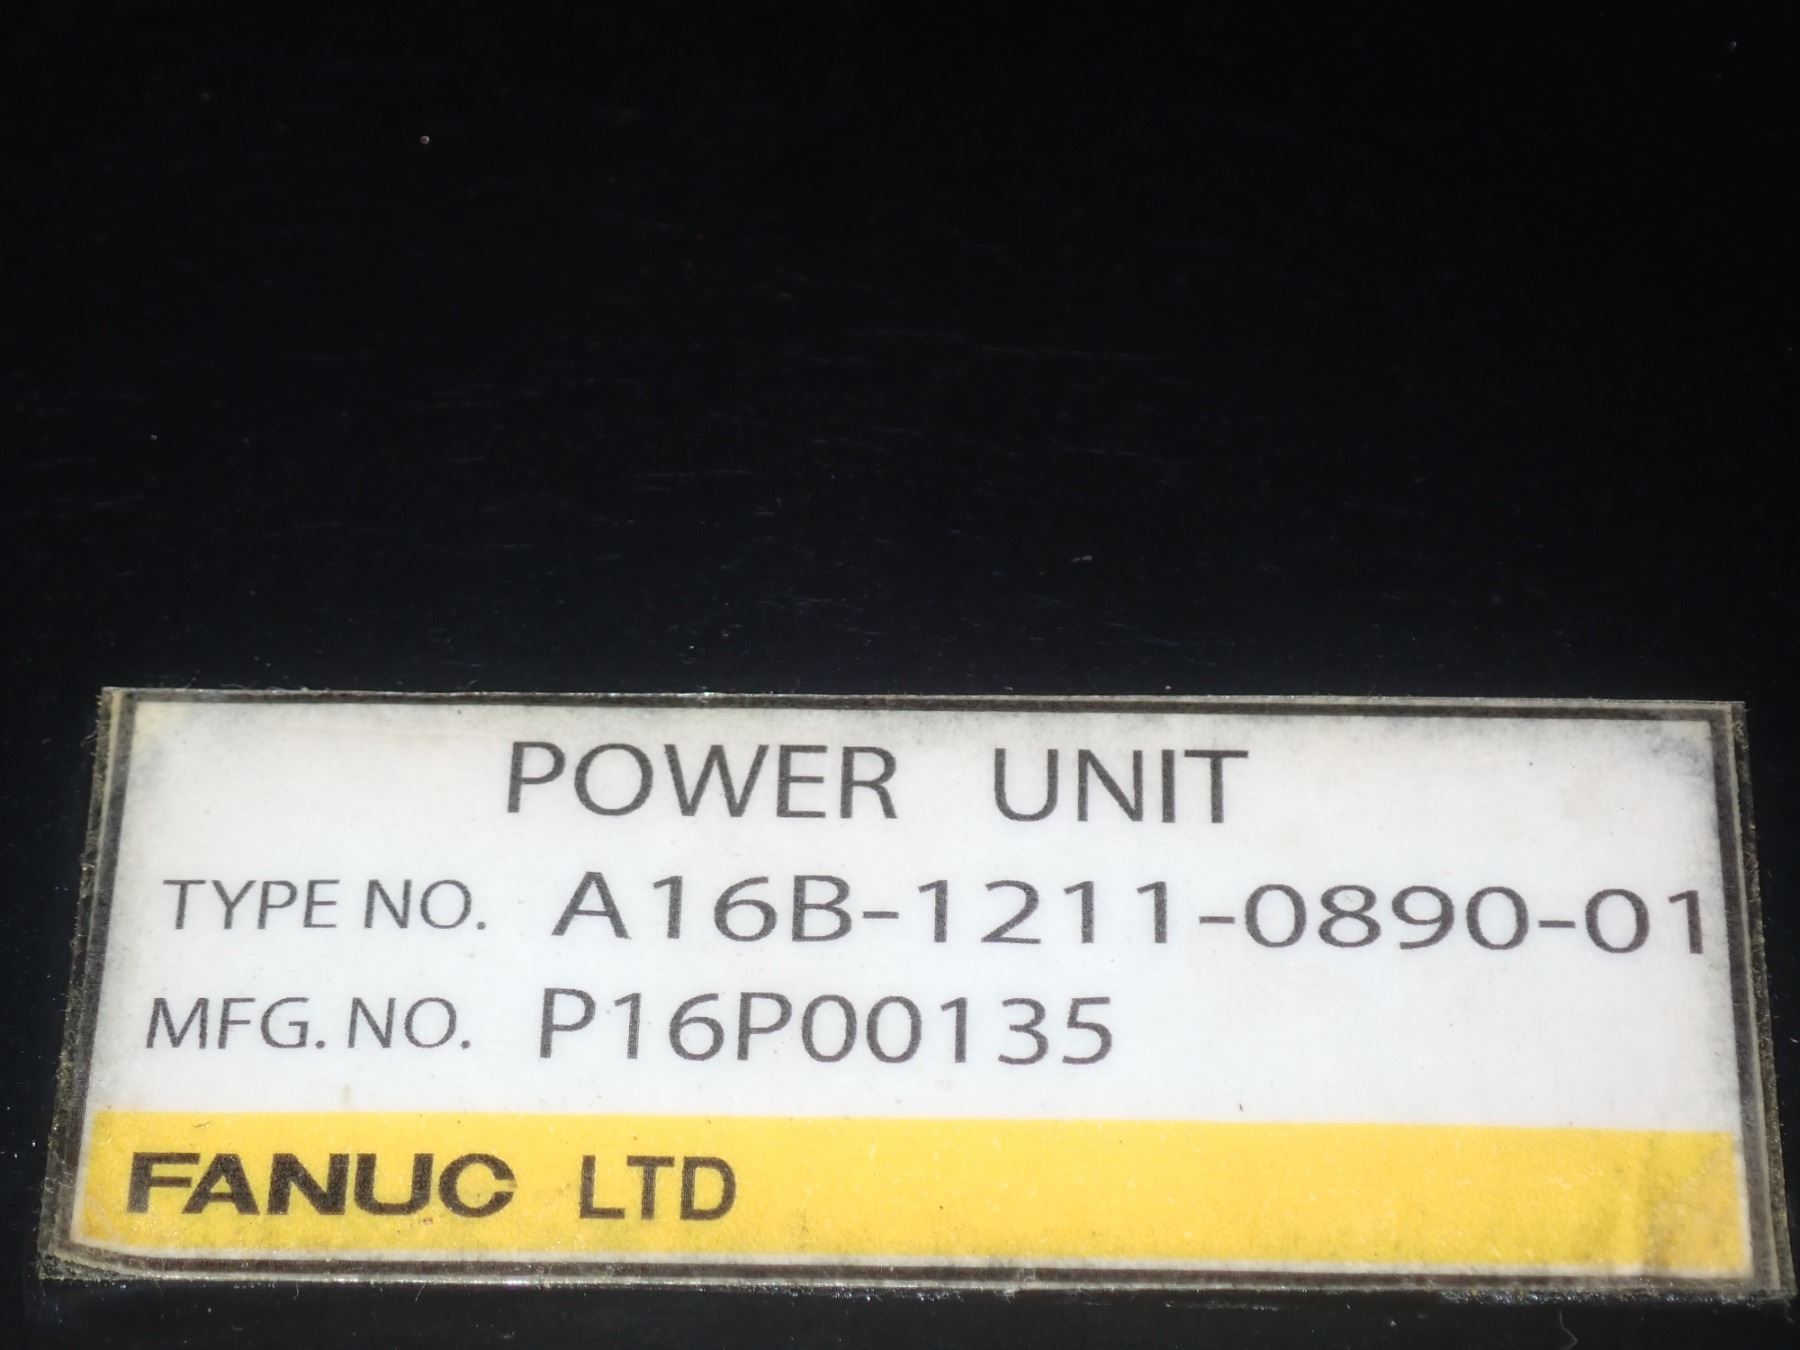 POWER UNIT
TYPE NO. A16B-1211-0890-01
MFG. NO. P16P00135
FANUC LTD